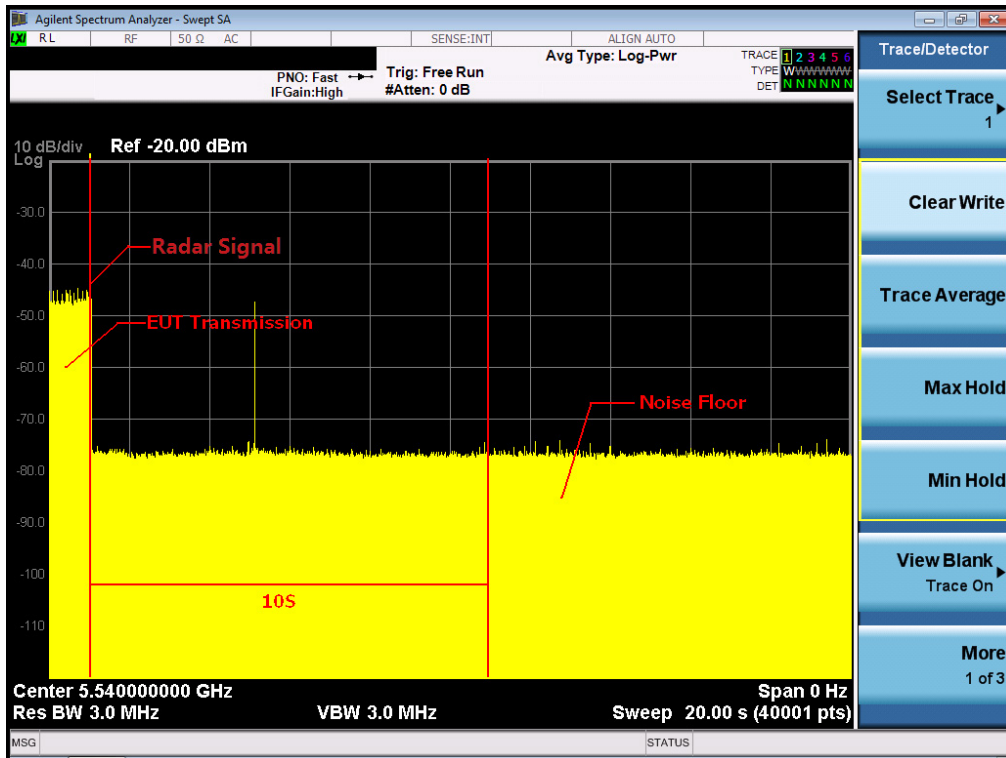 Agilent Spectrum Analyzer - Swept SA
LXI RL RF 50 Ω AC SENSE:INT ALIGN AUTO
Avg Type: Log-Pwr
TRACE 1 2 3 4 5 6
TYPE WWWWWW
DET N N N N N N
PNO: Fast
IFGain:High
Trig: Free Run
#Atten: 0 dB
10 dB/div
Log
Ref -20.00 dBm
-30.0
-40.0
-50.0
-60.0
-70.0
-80.0
-90.0
-100
-110
Radar Signal
EUT Transmission
Noise Floor
10S
Center 5.540000000 GHz
Span 0 Hz
Res BW 3.0 MHz
VBW 3.0 MHz
Sweep 20.00 s (40001 pts)
MSG
STATUS
Trace/Detector
Select Trace
1
Clear Write
Trace Average
Max Hold
Min Hold
View Blank
Trace On
More
1 of 3